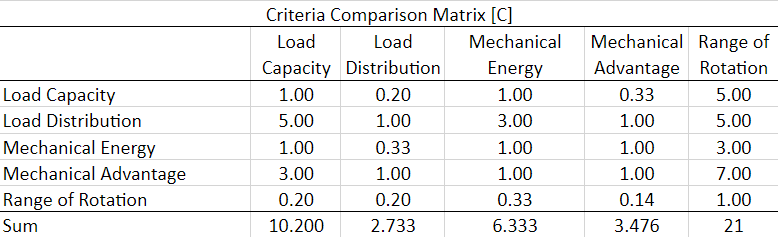 Criteria Comparison Matrix [C]
Load Capacity Load Distribution Mechanical Energy Mechanical Advantage Range of Rotation
Load Capacity 1.00 0.20 1.00 0.33 5.00
Load Distribution 5.00 1.00 3.00 1.00 5.00
Mechanical Energy 1.00 0.33 1.00 1.00 3.00
Mechanical Advantage 3.00 1.00 1.00 1.00 7.00
Range of Rotation 0.20 0.20 0.33 0.14 1.00
Sum 10.200 2.733 6.333 3.476 21